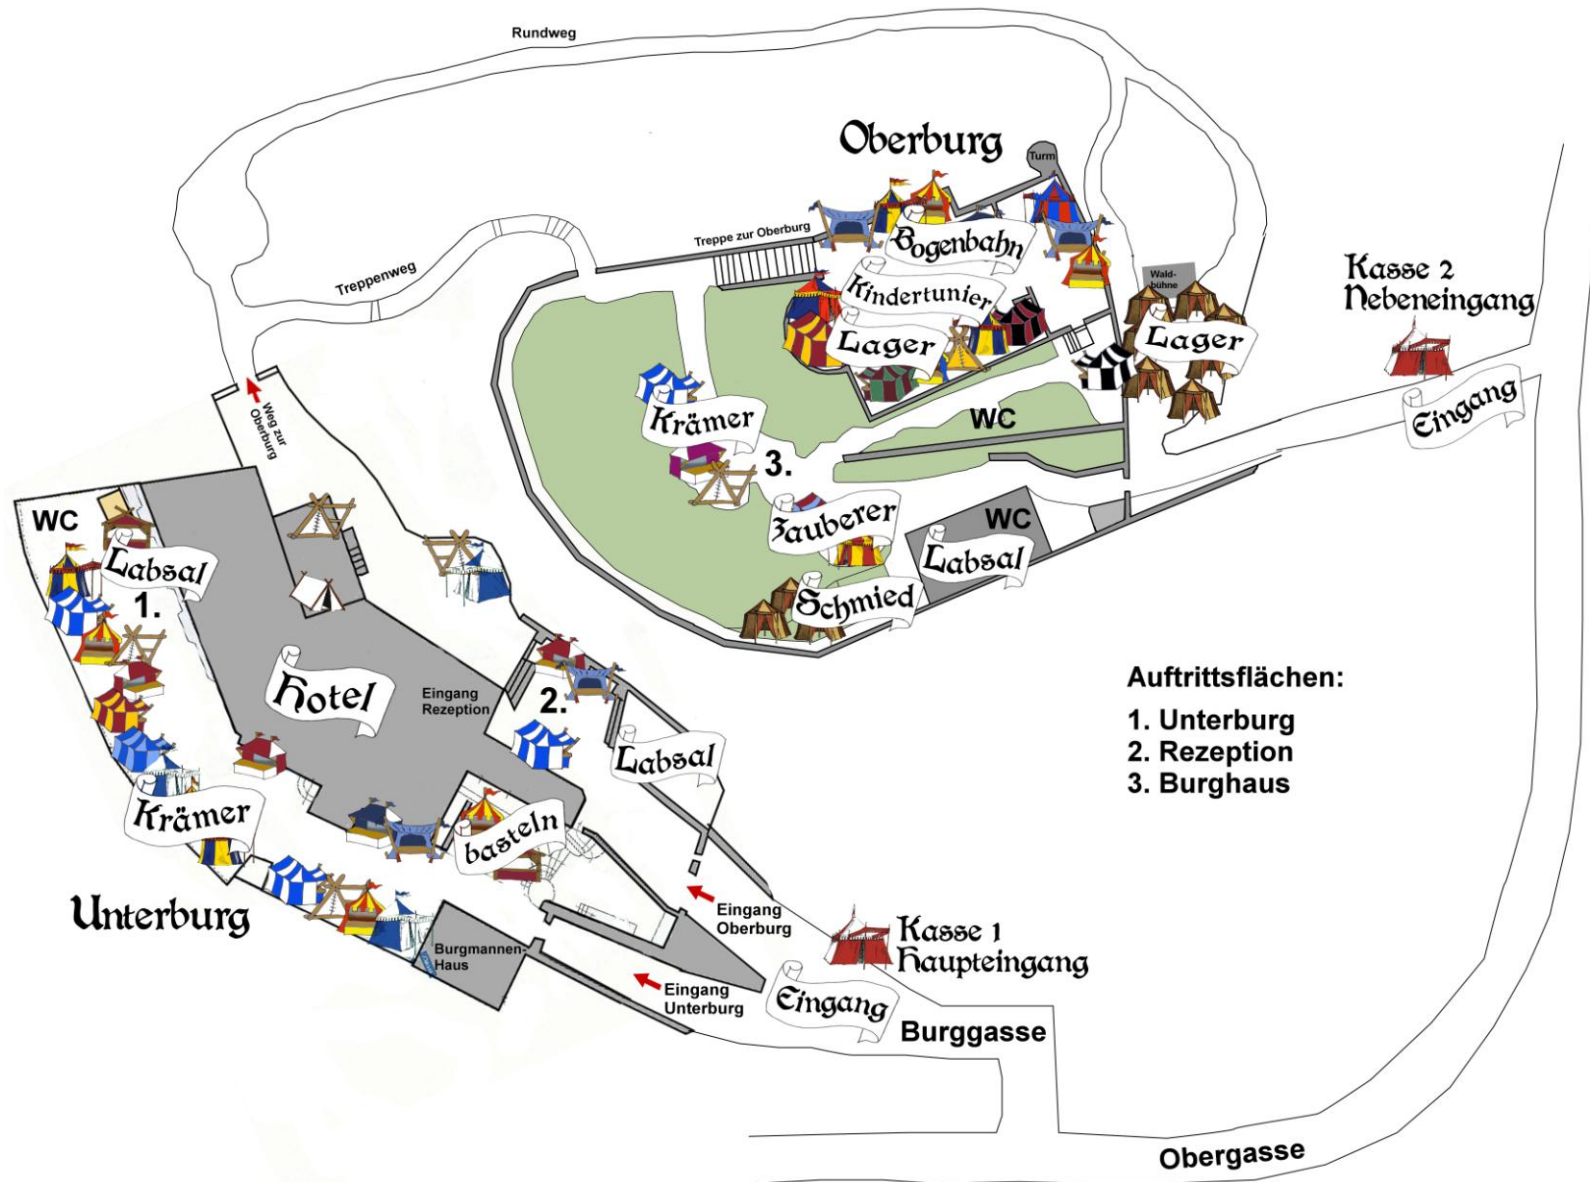 Rundweg
Oberburg
Turm
Treppe zur Oberburg
Bogenbahn
Treppenweg
Kindertunier
Wald-
bühne
Kasse 2
Nebeneingang
Lager
Lager
Eingang
Weg zur
Oberburg
Krämer
WC
3.
WC
Labsal
1.
Zauberer
WC
Labsal
Schmied
Hotel
Eingang
Rezeption
2.
Labsal
Auftrittsflächen:
1. Unterburg
2. Rezeption
3. Burghaus
Krämer
basteln
Unterburg
Burgmannen-
Haus
Eingang
Oberburg
Kasse 1
Haupteingang
Eingang
Unterburg
Eingang
Burggasse
Obergasse